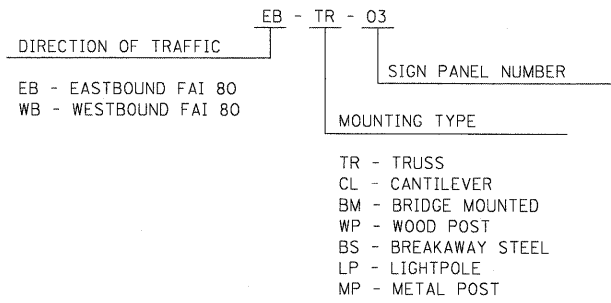 EB - TR - 03
DIRECTION OF TRAFFIC
SIGN PANEL NUMBER
EB - EASTBOUND FAI 80
WB - WESTBOUND FAI 80
MOUNTING TYPE
TR - TRUSS
CL - CANTILEVER
BM - BRIDGE MOUNTED
WP - WOOD POST
BS - BREAKAWAY STEEL
LP - LIGHTPOLE
MP - METAL POST